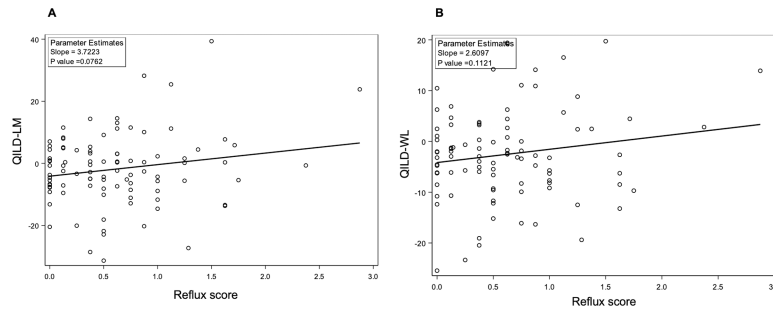 A
Parameter Estimates
Slope = 3.7223
P value =0.0762
40
20
0
-20
QILD-LM
0.0 0.5 1.0 1.5 2.0 2.5 3.0
Reflux score
B
Parameter Estimates
Slope = 2.6097
P value =0.1121
20
10
0
-10
-20
QILD-WL
0.0 0.5 1.0 1.5 2.0 2.5
Reflux score